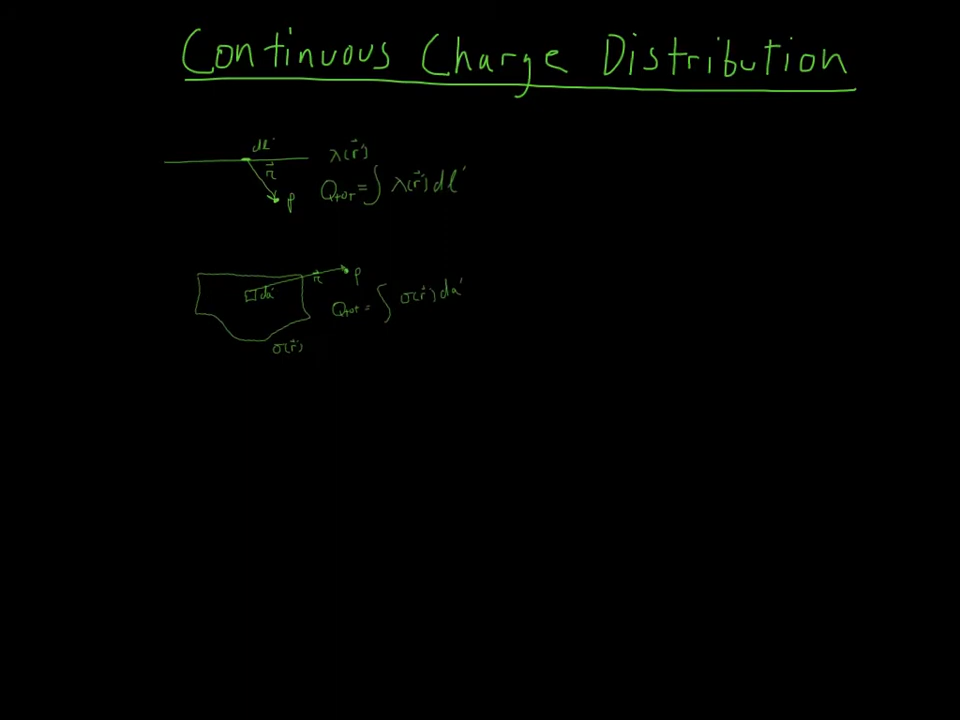 Continuous Charge Distribution
dl'
λ(r⃗')
r⃗
P
Q_tot = ∫ λ(r⃗') dl'
P
r⃗
da'
Q_tot = ∫ σ(r⃗') da'
σ(r⃗')